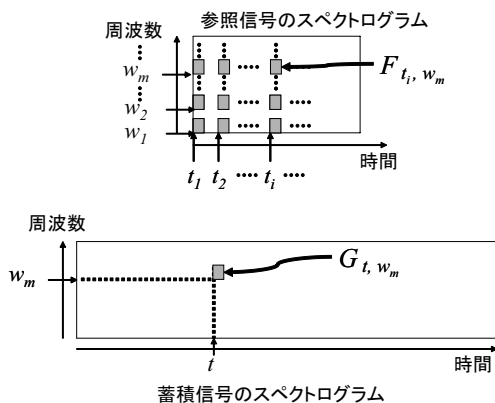 参照信号のスペクトログラム
周波数
w_m
w_2
w_1
F_{t_i, w_m}
時間
t_1 t_2 ···· t_i ····
周波数
w_m
G_{t, w_m}
t
時間
蓄積信号のスペクトログラム